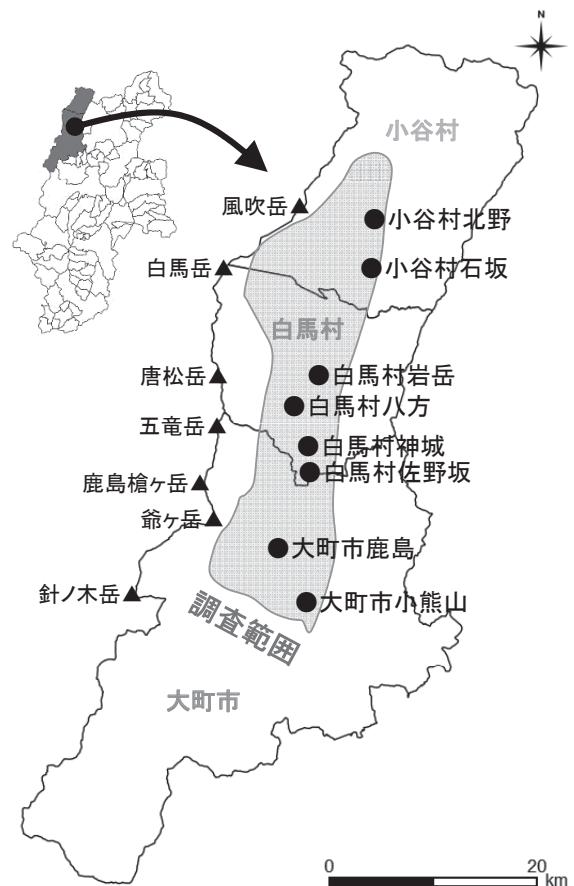 N
小谷村
風吹岳
小谷村北野
白馬岳
小谷村石坂
白馬村
唐松岳
白馬村岩岳
白馬村八方
五竜岳
白馬村神城
白馬村佐野坂
鹿島槍ヶ岳
爺ヶ岳
大町市鹿島
針ノ木岳
大町市小熊山
調査範囲
大町市
0 20
km